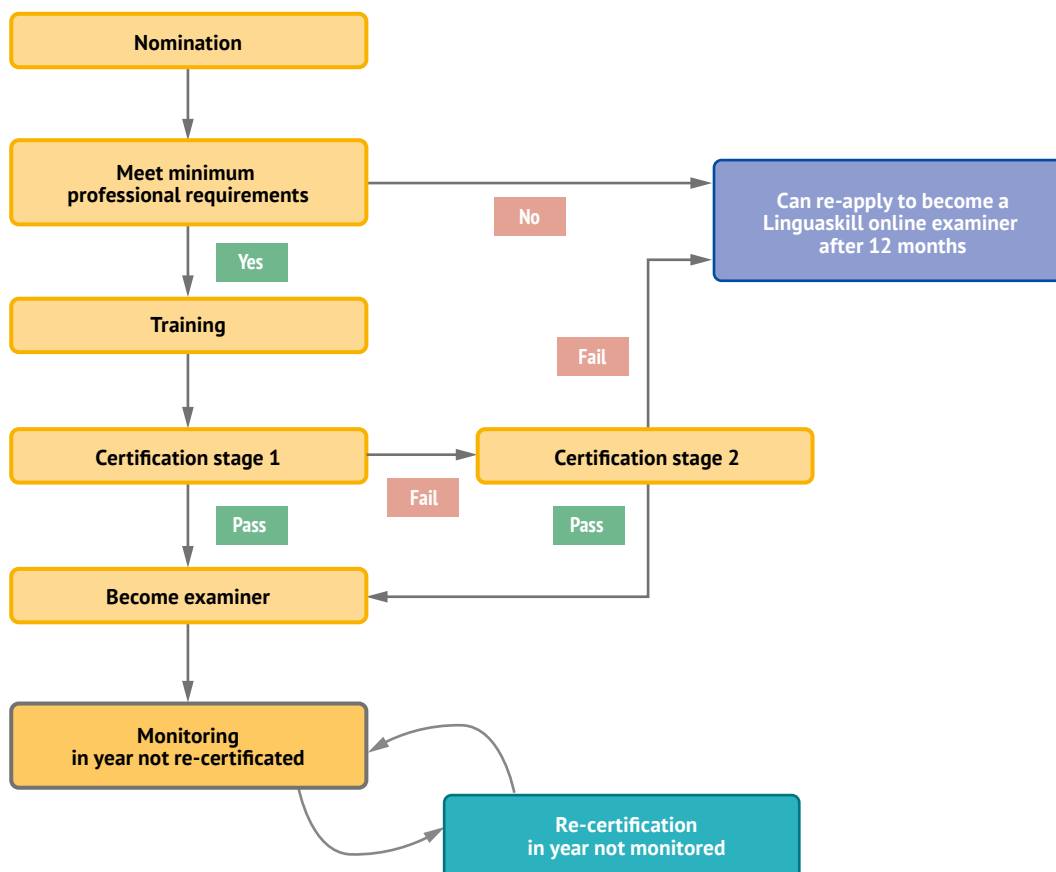 Nomination
Meet minimum
professional requirements
No
Can re-apply to become a
Linguaskill online examiner
after 12 months
Yes
Training
Fail
Certification stage 1
Certification stage 2
Fail
Pass
Pass
Become examiner
Monitoring
in year not re-certificated
Re-certification
in year not monitored